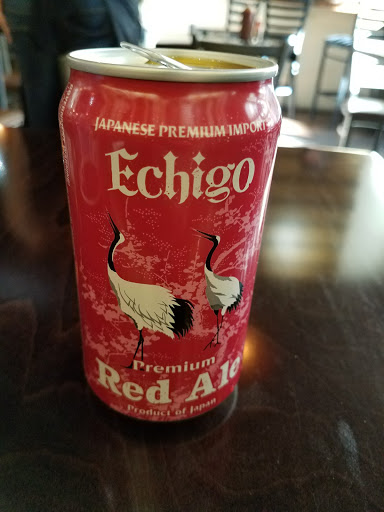 JAPANESE PREMIUM IMPORT
Echigo
Premium
Red Ale
Product of Japan